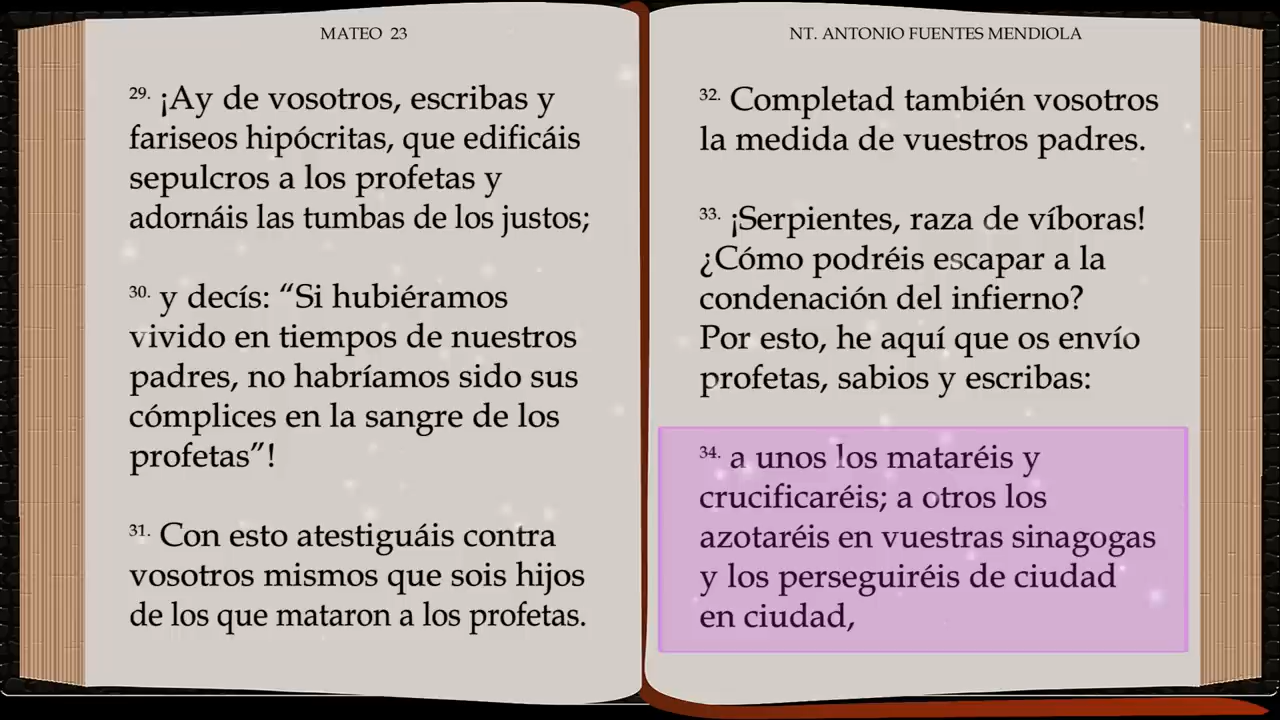 MATEO 23
29. ¡Ay de vosotros, escribas y
fariseos hipócritas, que edificáis
sepulcros a los profetas y
adornáis las tumbas de los justos;
30. y decís: “Si hubiéramos
vivido en tiempos de nuestros
padres, no habríamos sido sus
cómplices en la sangre de los
profetas”!
31. Con esto atestiguáis contra
vosotros mismos que sois hijos
de los que mataron a los profetas.
NT. ANTONIO FUENTES MENDIOLA
32. Completad también vosotros
la medida de vuestros padres.
33. ¡Serpientes, raza de víboras!
¿Cómo podréis escapar a la
condenación del infierno?
Por esto, he aquí que os envío
profetas, sabios y escribas:
34. a unos los mataréis y
crucificaréis; a otros los
azotaréis en vuestras sinagogas
y los perseguiréis de ciudad
en ciudad,